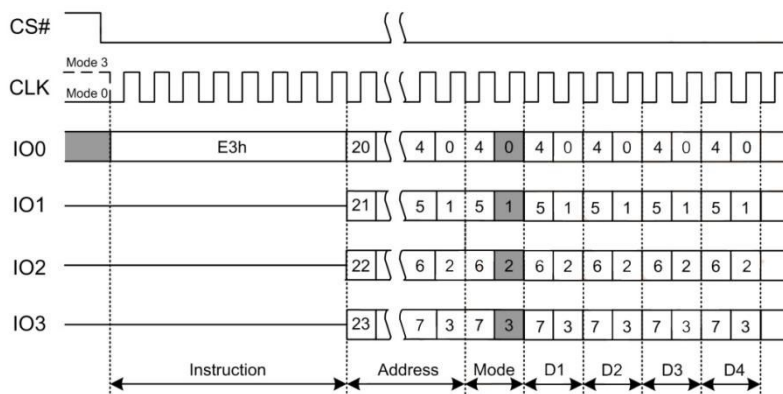 CS#
Mode 3
CLK
Mode 0
IO0 E3h 20 4 0 4 0 4 0 4 0 4 0 4 0
IO1 21 5 1 5 1 5 1 5 1 5 1 5 1
IO2 22 6 2 6 2 6 2 6 2 6 2 6 2
IO3 23 7 3 7 3 7 3 7 3 7 3 7 3
Instruction Address Mode D1 D2 D3 D4